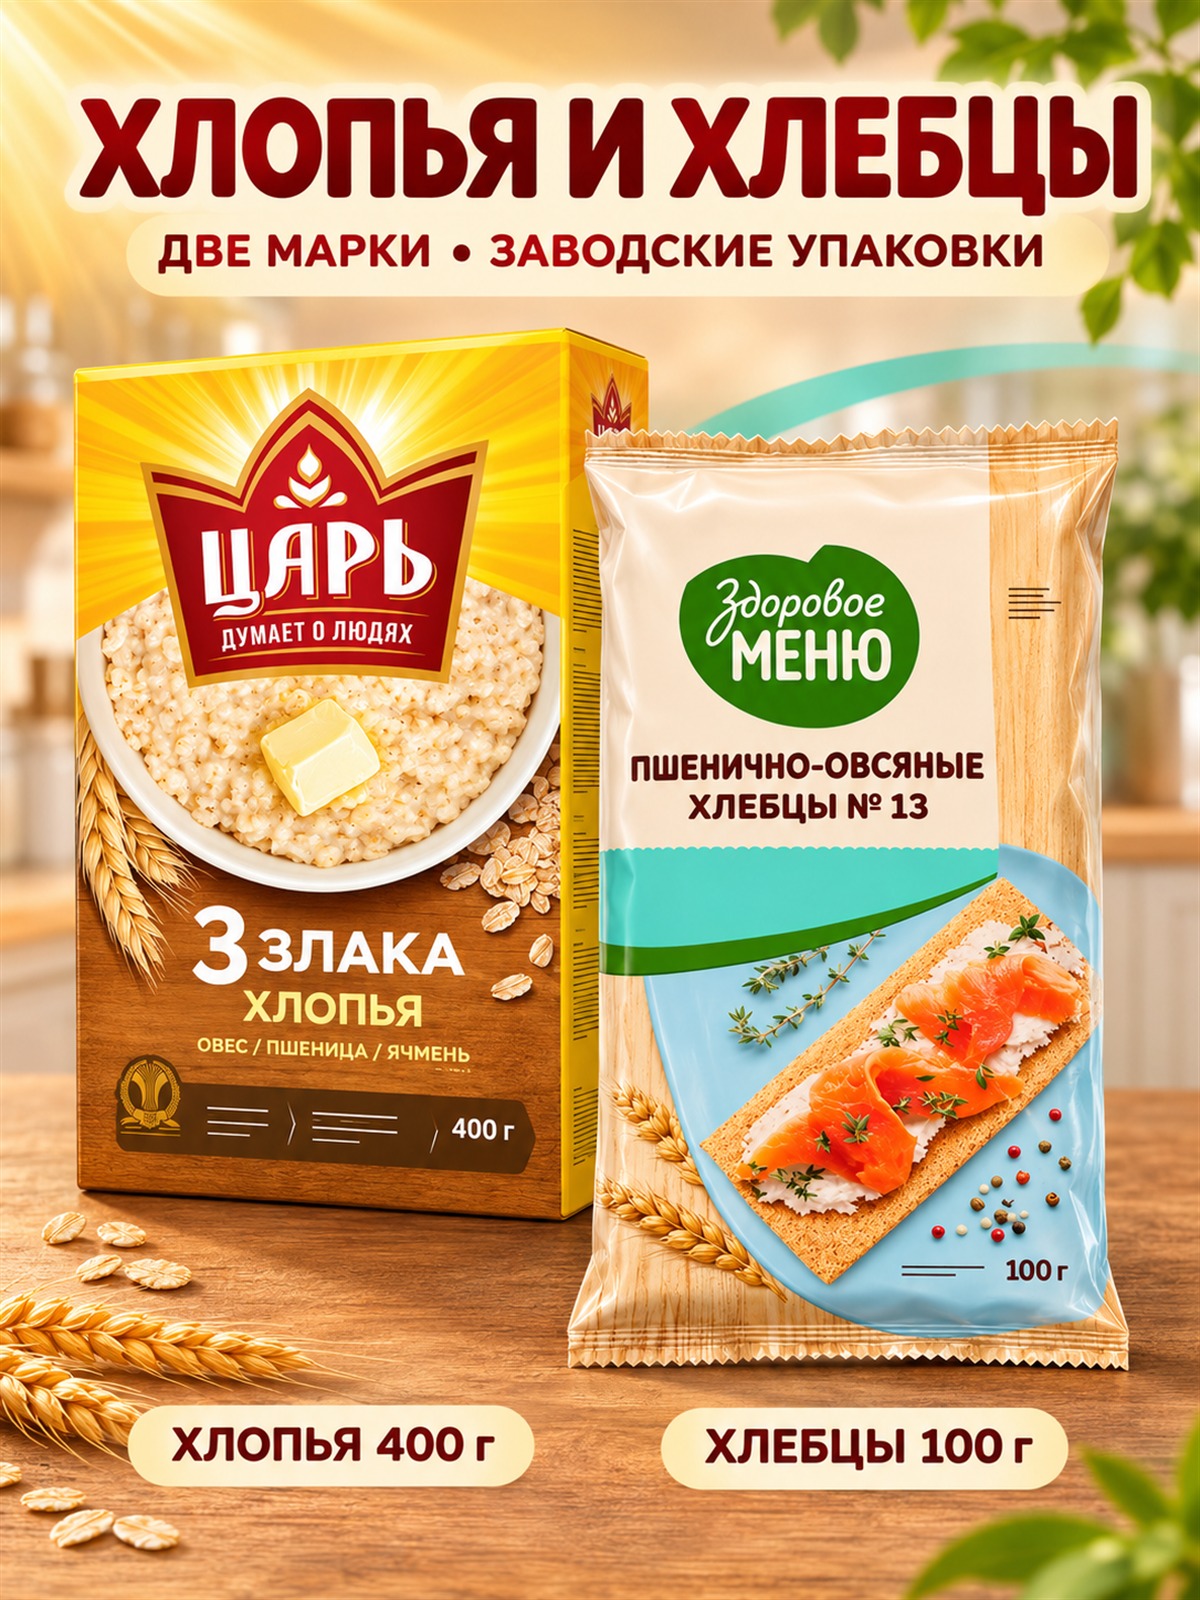 ХЛОПЬЯ И ХЛЕБЦЫ
ДВЕ МАРКИ • ЗАВОДСКИЕ УПАКОВКИ
ЦАРЬ
ДУМАЕТ О ЛЮДЯХ
3 ЗЛАКА
ХЛОПЬЯ
ОВЕС / ПШЕНИЦА / ЯЧМЕНЬ
400 г
Здоровое
МЕНЮ
ПШЕНИЧНО-ОВСЯНЫЕ
ХЛЕБЦЫ № 13
100 г
ХЛОПЬЯ 400 г
ХЛЕБЦЫ 100 г